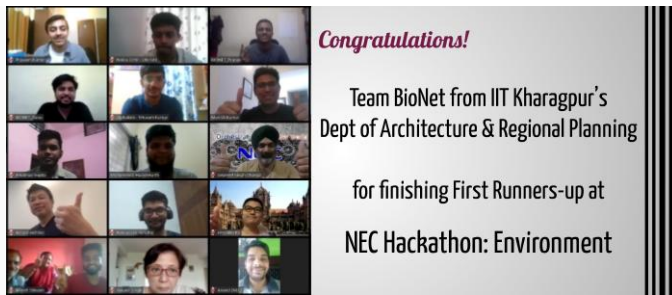 Congratulations!
Team BioNet from IIT Kharagpur's
Dept of Architecture & Regional Planning
for finishing First Runners-up at
NEC Hackathon: Environment